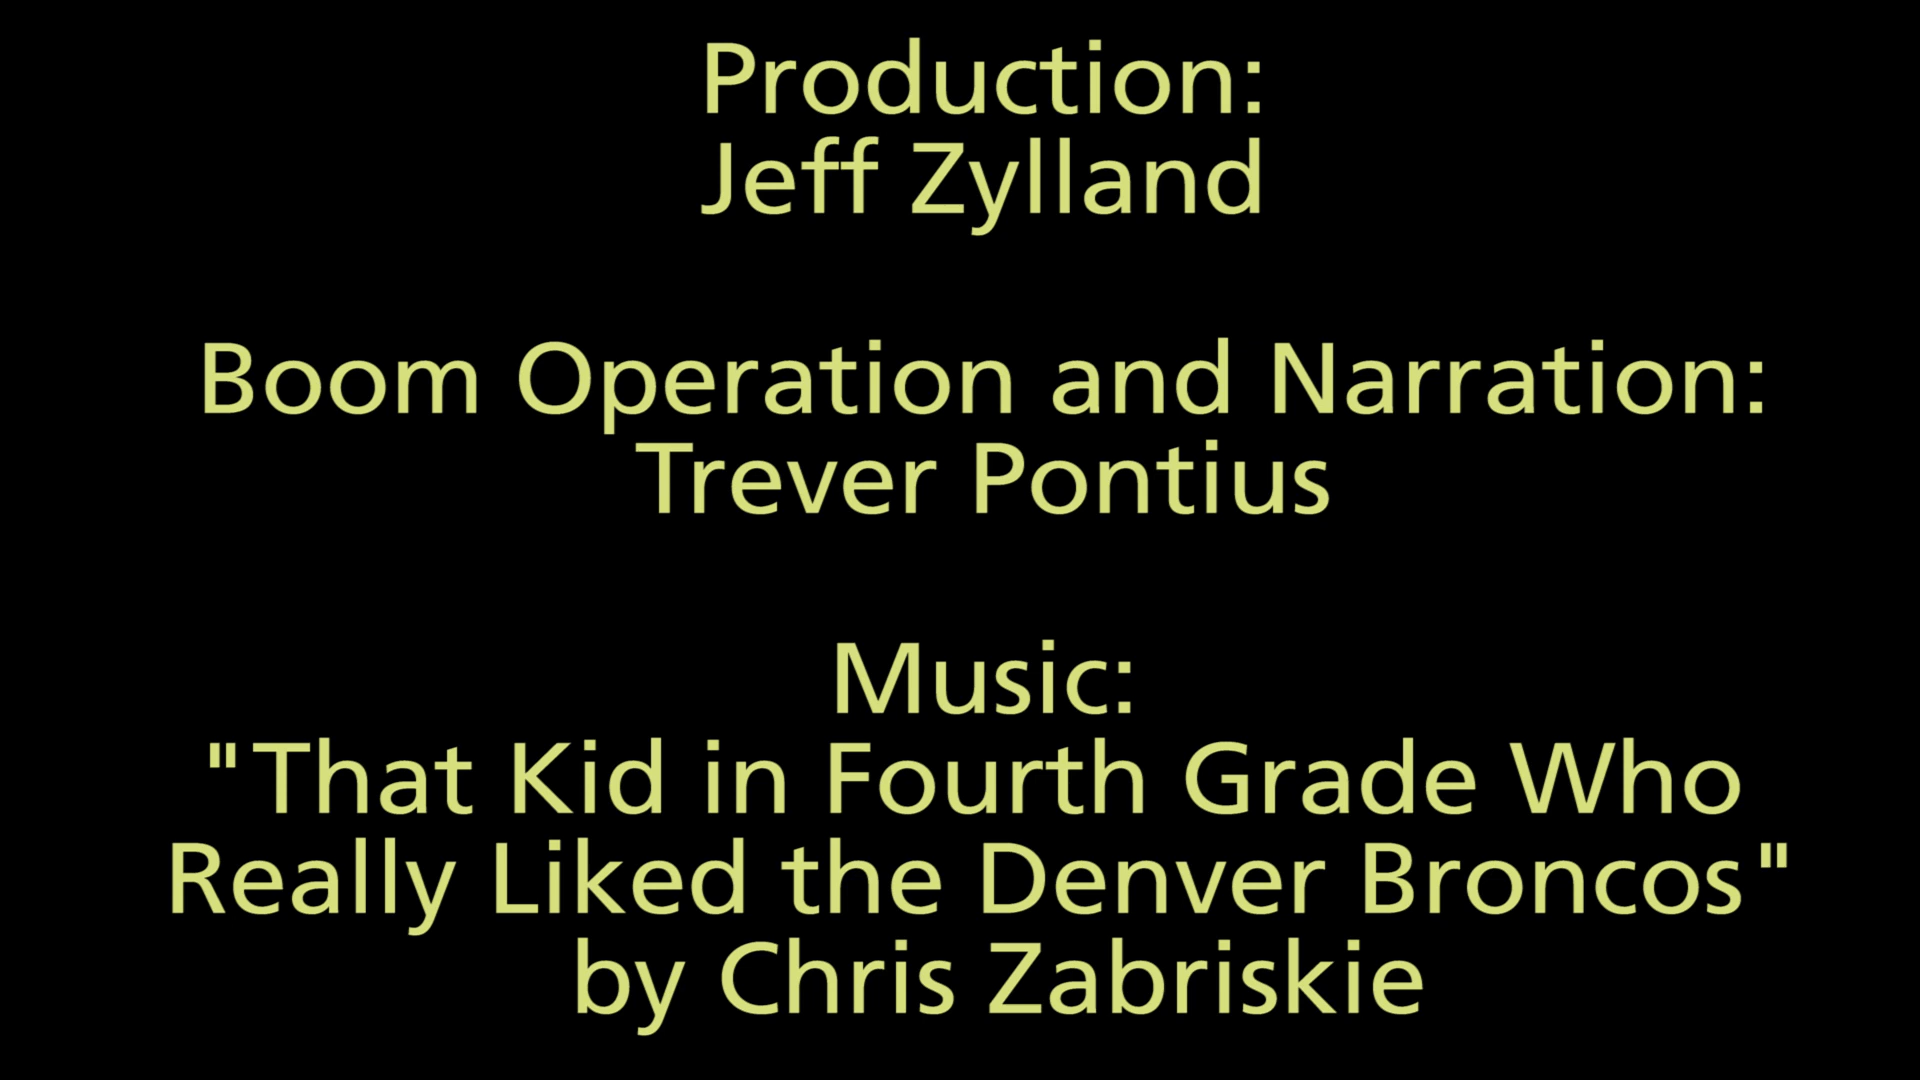 Production:
Jeff Zylland
Boom Operation and Narration:
Trever Pontius
Music:
"That Kid in Fourth Grade Who
Really Liked the Denver Broncos"
by Chris Zabriskie